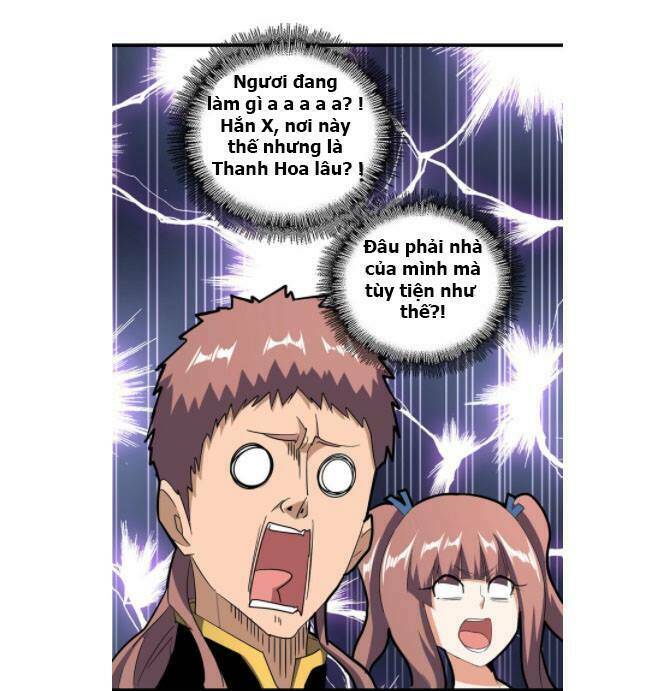 Ngươi đang
làm gì a a a a a? !
Hắn X, nơi này
thế nhưng là
Thanh Hoa lâu? !
Đâu phải nhà
của mình mà
tùy tiện như
thế?!